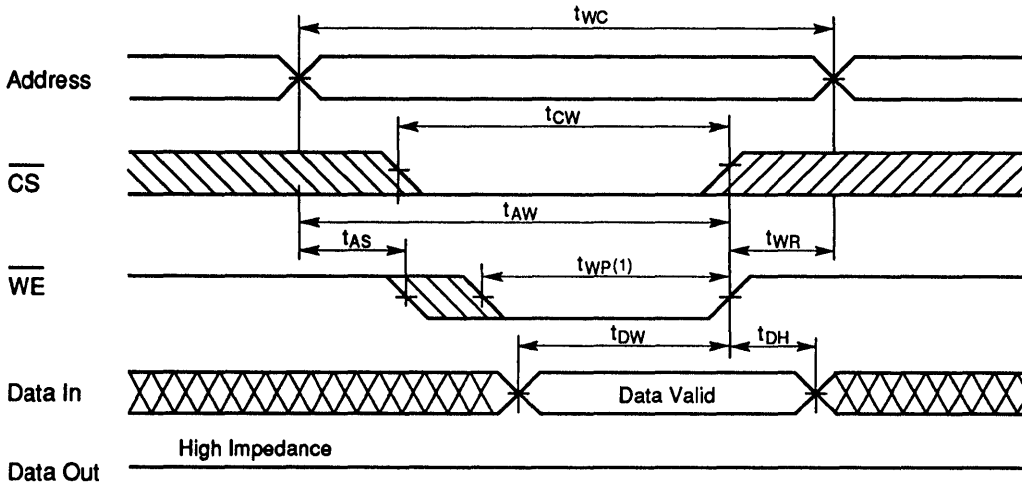 tWC
Address
tCW
CS
tAW
tAS
tWR
WE
tWP(1)
tDW
tDH
Data In
Data Valid
High Impedance
Data Out